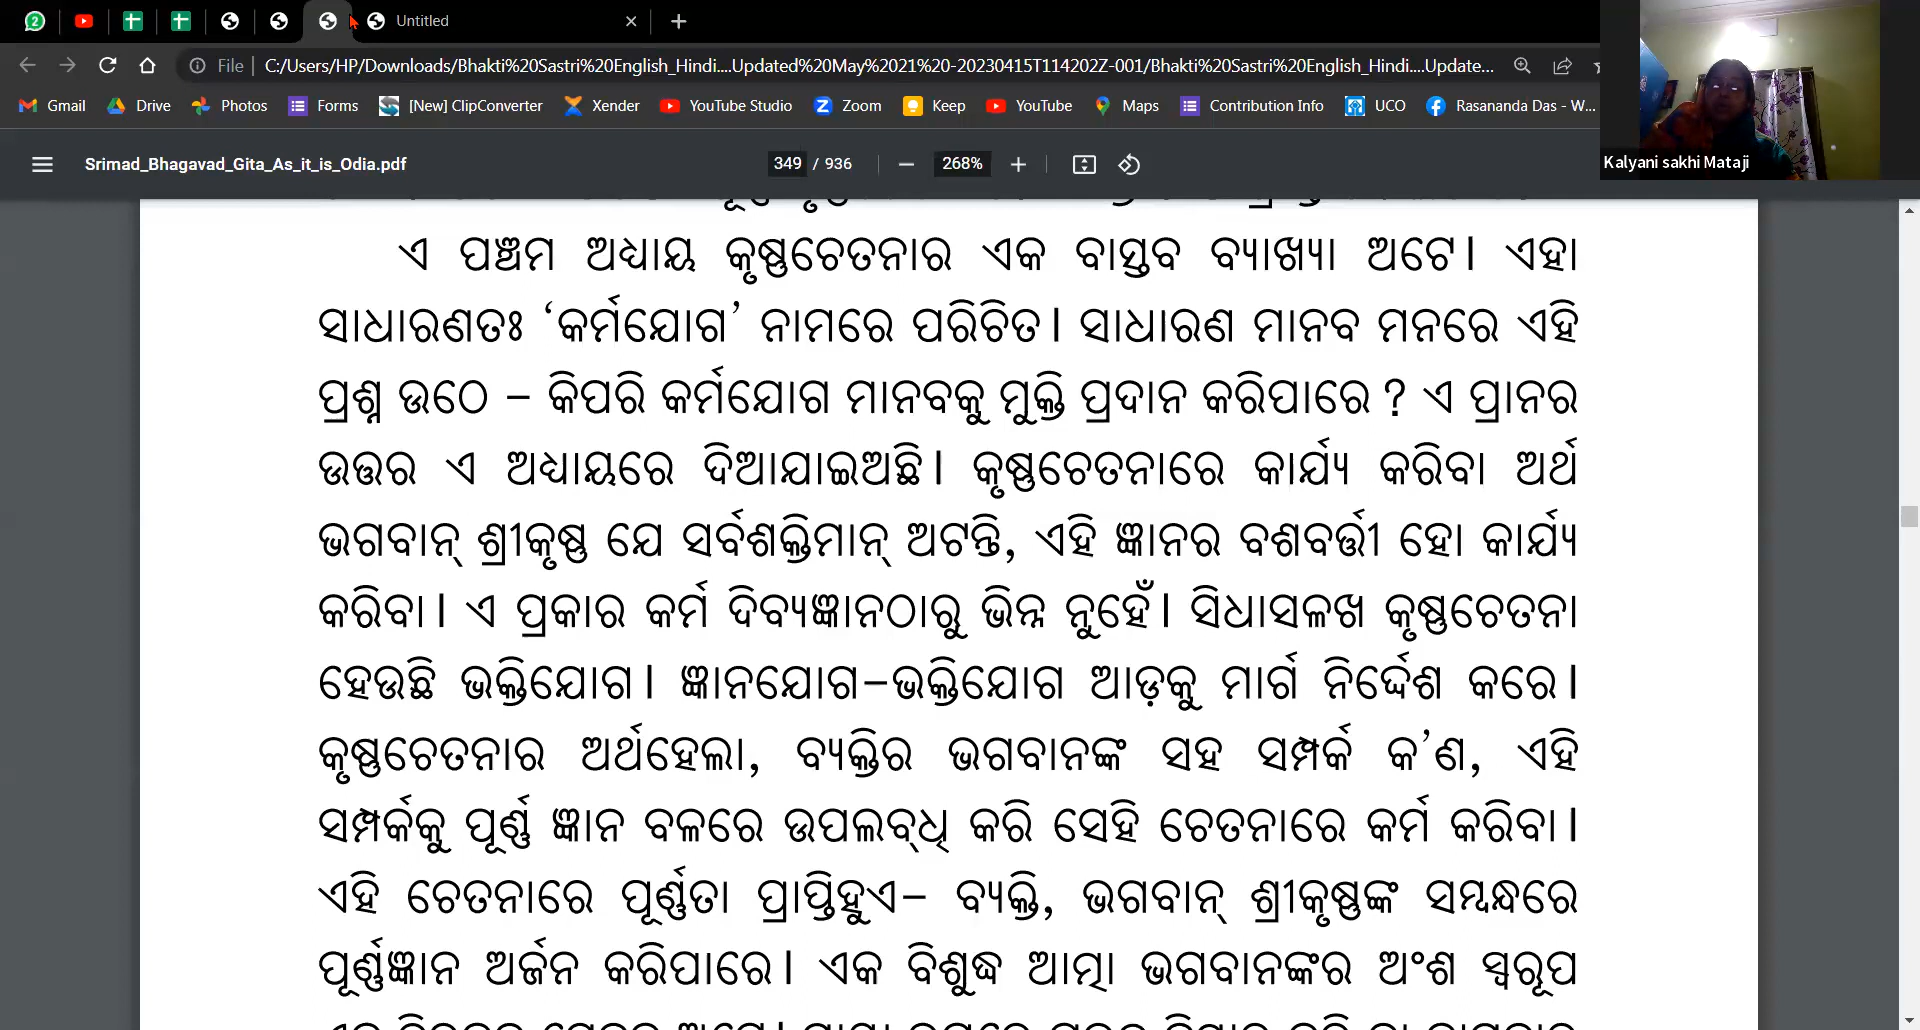 2
Untitled
File
C:/Users/HP/Downloads/Bhakti%20Sastri%20English_Hindi....Updated%20May%2021%20-20230415T114202Z-001/Bhakti%20Sastri%20English_Hindi....Update...
Gmail Drive Photos Forms [New] ClipConverter Xender YouTube Studio Zoom Keep YouTube Maps Contribution Info UCO Rasananda Das - W...
Kalyani sakhi Mataji
Srimad_Bhagavad_Gita_As_it_is_Odia.pdf 349 / 936 268%
ଏ ପଞ୍ଚମ ଅଧ୍ୟାୟ କୃଷ୍ଣଚେତନାର ଏକ ବାସ୍ତବ ବ୍ୟାଖ୍ୟା ଅଟେ। ଏହା
ସାଧାରଣତଃ ‘କର୍ମଯୋଗ’ ନାମରେ ପରିଚିତ। ସାଧାରଣ ମାନବ ମନରେ ଏହି
ପ୍ରଶ୍ନ ଉଠେ – କିପରି କର୍ମଯୋଗ ମାନବକୁ ମୁକ୍ତି ପ୍ରଦାନ କରିପାରେ ? ଏ ପ୍ରାନର
ଉତ୍ତର ଏ ଅଧ୍ୟାୟରେ ଦିଆଯାଇଅଛି। କୃଷ୍ଣଚେତନାରେ କାର୍ଯ୍ୟ କରିବା ଅର୍ଥ
ଭଗବାନ୍ ଶ୍ରୀକୃଷ୍ଣ ଯେ ସର୍ବଶକ୍ତିମାନ୍ ଅଟନ୍ତି, ଏହି ଜ୍ଞାନର ବଶବର୍ତ୍ତୀ ହୋ କାର୍ଯ୍ୟ
କରିବା। ଏ ପ୍ରକାର କର୍ମ ଦିବ୍ୟଜ୍ଞାନଠାରୁ ଭିନ୍ନ ନୁହେଁ। ସିଧାସଳଖ କୃଷ୍ଣଚେତନା
ହେଉଛି ଭକ୍ତିଯୋଗ। ଜ୍ଞାନଯୋଗ–ଭକ୍ତିଯୋଗ ଆଡ଼କୁ ମାର୍ଗ ନିର୍ଦ୍ଦେଶ କରେ।
କୃଷ୍ଣଚେତନାର ଅର୍ଥହେଲା, ବ୍ୟକ୍ତିର ଭଗବାନଙ୍କ ସହ ସମ୍ପର୍କ କ’ଣ, ଏହି
ସମ୍ପର୍କକୁ ପୂର୍ଣ୍ଣ ଜ୍ଞାନ ବଳରେ ଉପଲବ୍ଧି କରି ସେହି ଚେତନାରେ କର୍ମ କରିବା।
ଏହି ଚେତନାରେ ପୂର୍ଣ୍ଣତା ପ୍ରାପ୍ତିହୁଏ– ବ୍ୟକ୍ତି, ଭଗବାନ୍ ଶ୍ରୀକୃଷ୍ଣଙ୍କ ସମ୍ବନ୍ଧରେ
ପୂର୍ଣ୍ଣଜ୍ଞାନ ଅର୍ଜନ କରିପାରେ। ଏକ ବିଶୁଦ୍ଧ ଆତ୍ମା ଭଗବାନଙ୍କର ଅଂଶ ସ୍ୱରୂପ